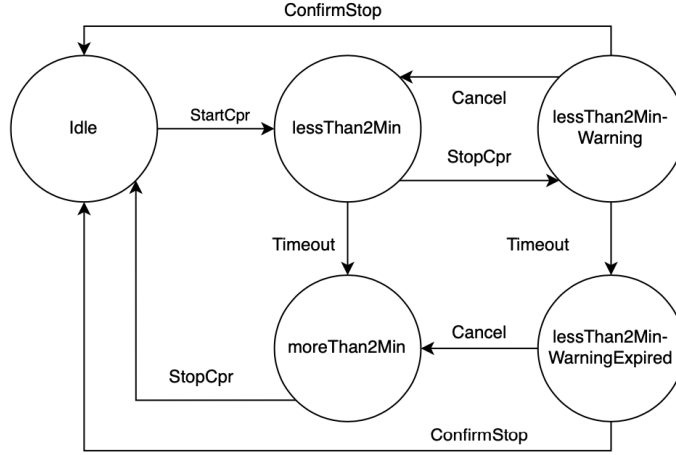 ConfirmStop
Idle
StartCpr
lessThan2Min
Cancel
StopCpr
lessThan2Min-
Warning
Timeout
Timeout
moreThan2Min
Cancel
lessThan2Min-
WarningExpired
StopCpr
ConfirmStop